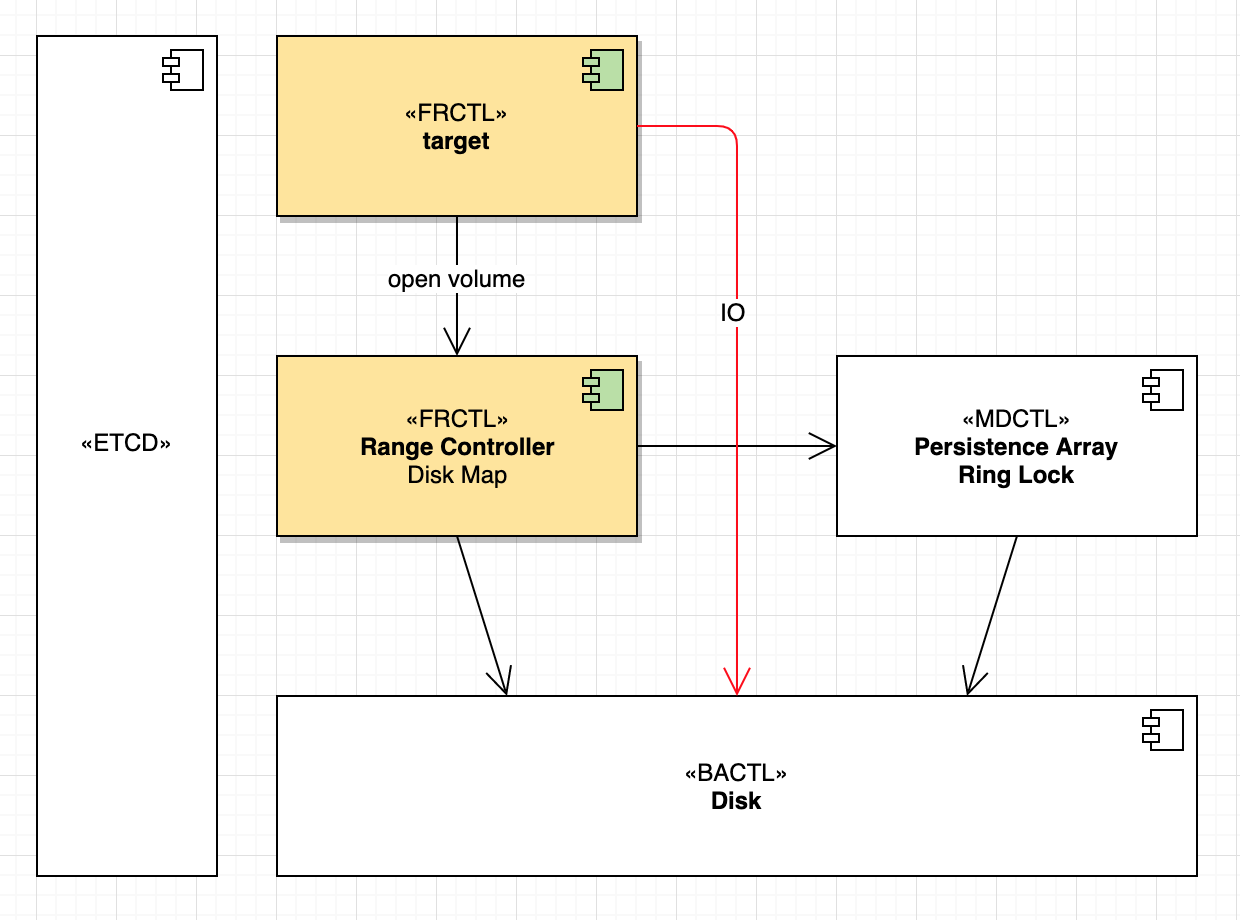 «ETCD»
«FRCTL»
target
open volume
IO
«FRCTL»
Range Controller
Disk Map
«MDCTL»
Persistence Array
Ring Lock
«BACTL»
Disk